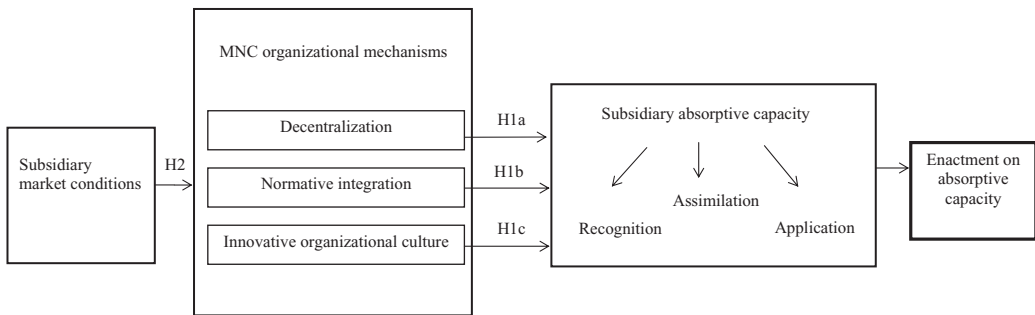 MNC organizational mechanisms
Decentralization
Normative integration
Innovative organizational culture
Subsidiary
market conditions
H2
H1a
H1b
H1c
Subsidiary absorptive capacity
Recognition
Assimilation
Application
Enactment on
absorptive
capacity